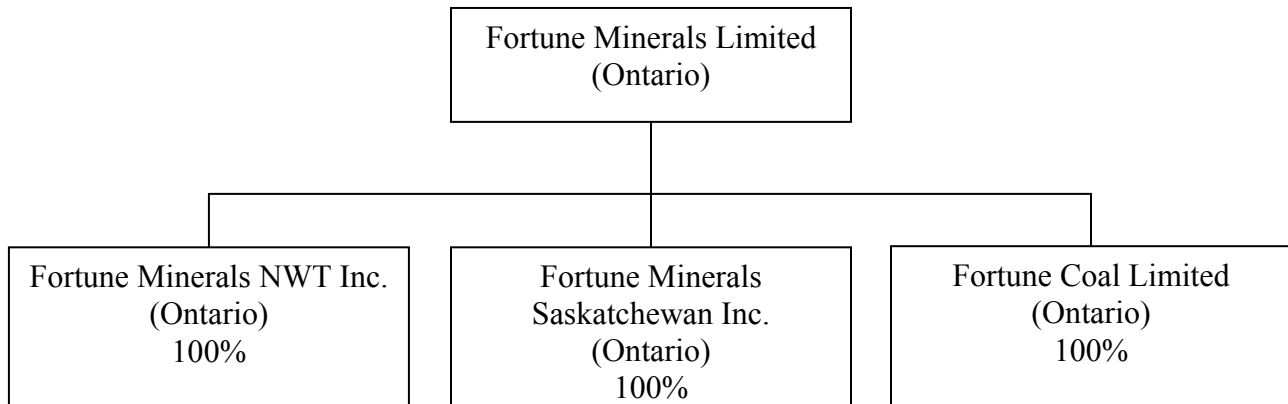 Fortune Minerals Limited
(Ontario)
Fortune Minerals NWT Inc.
(Ontario)
100%
Fortune Minerals
Saskatchewan Inc.
(Ontario)
100%
Fortune Coal Limited
(Ontario)
100%